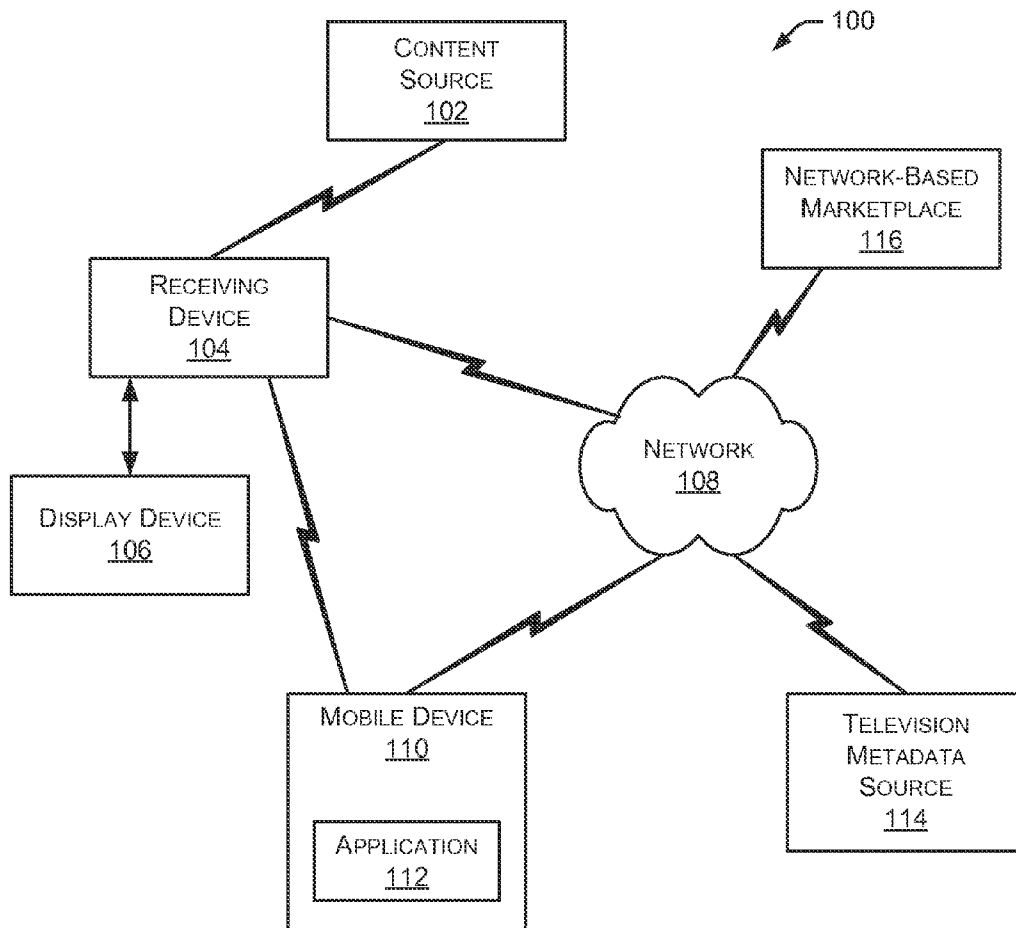 100
CONTENT
SOURCE
102
NETWORK-BASED
MARKETPLACE
116
RECEIVING
DEVICE
104
NETWORK
108
DISPLAY DEVICE
106
MOBILE DEVICE
110
APPLICATION
112
TELEVISION
METADATA
SOURCE
114